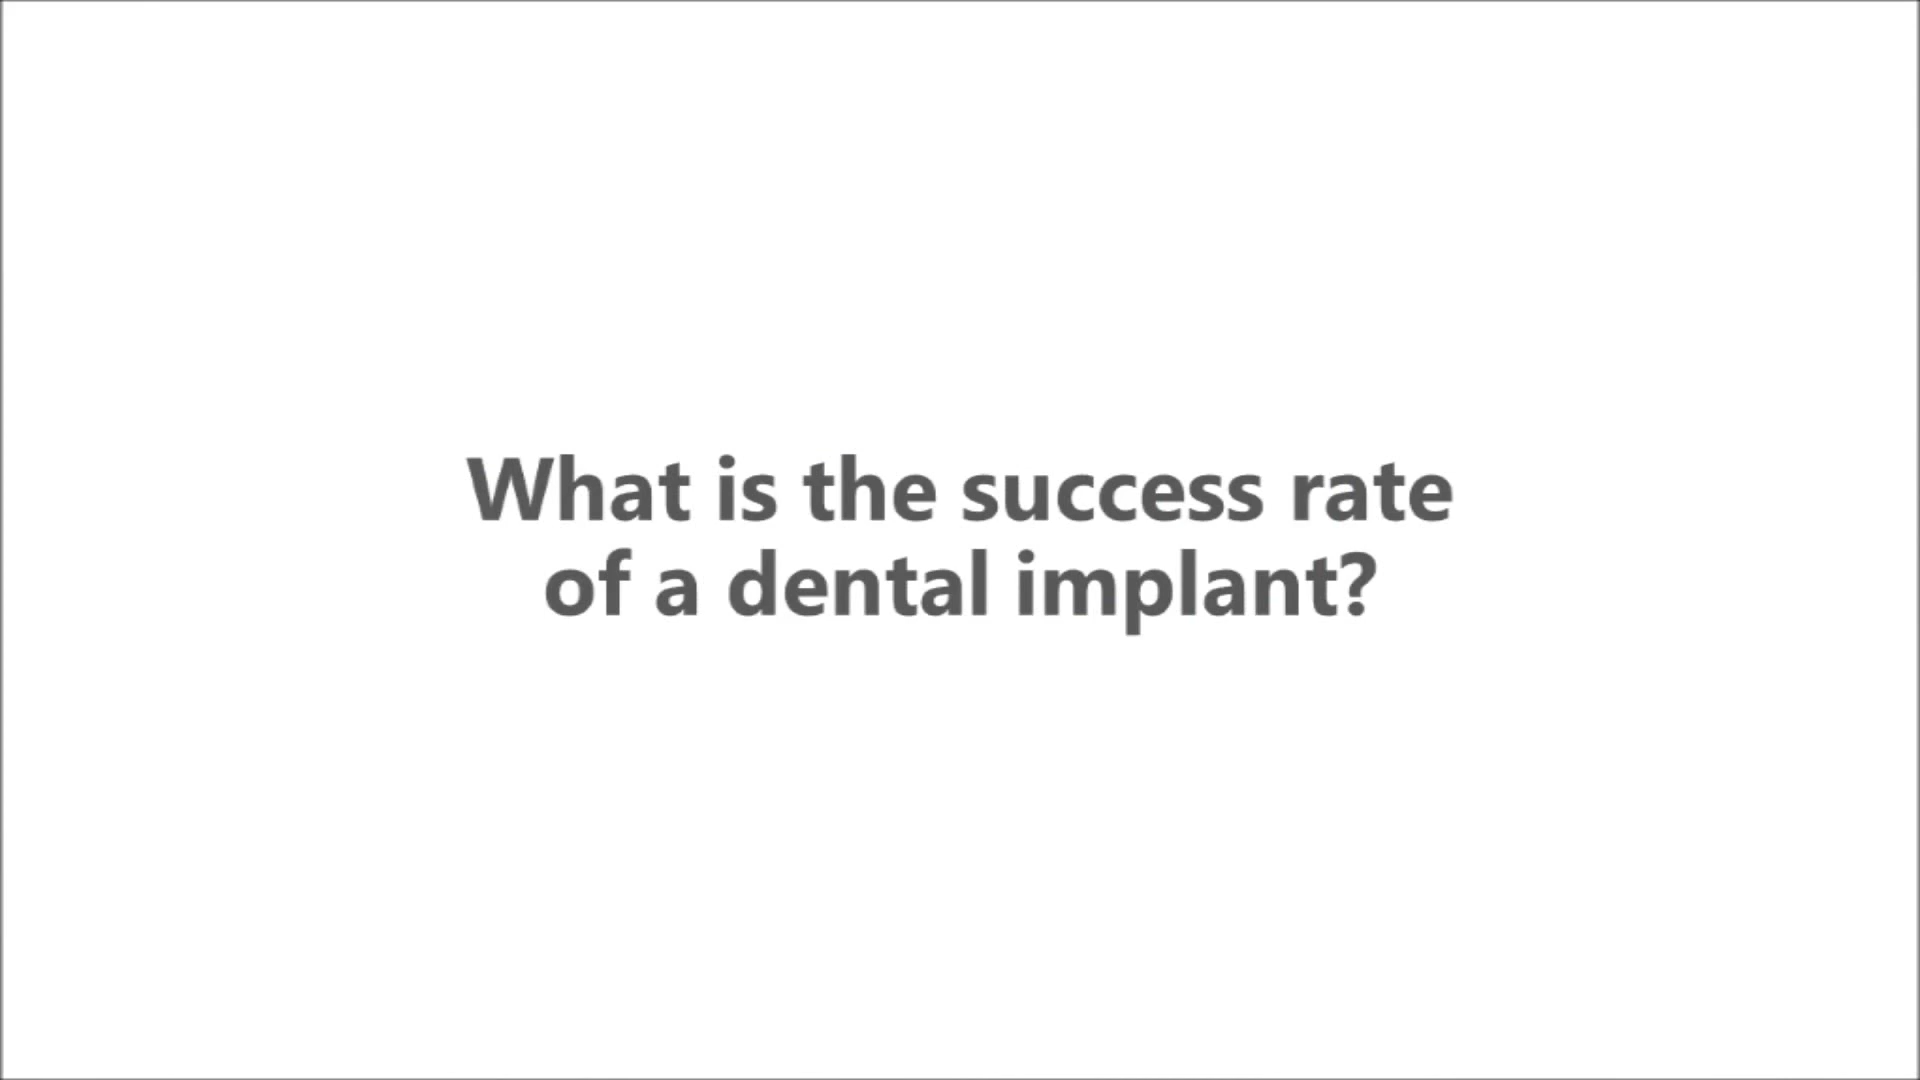 What is the success rate
of a dental implant?